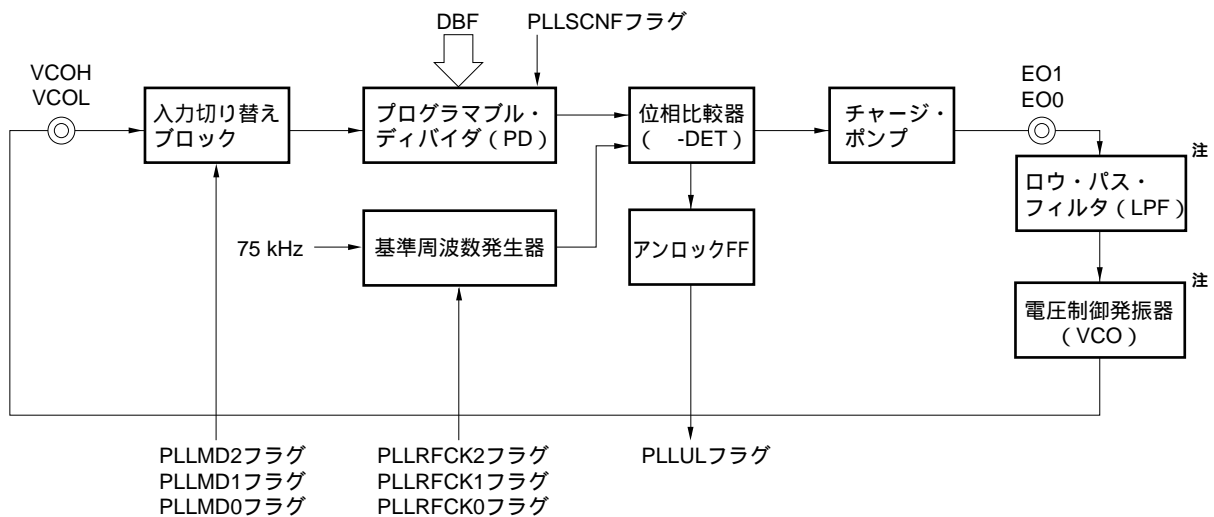 DBF
PLLSCNFフラグ
VCOH
VCOL
入力切り替え
ブロック
プログラマブル・
ディバイダ(PD)
位相比較器
( -DET)
チャージ・
ポンプ
EO1
EO0
注
ロウ・パス・
フィルタ(LPF)
75 kHz
基準周波数発生器
アンロックFF
注
電圧制御発振器
(VCO)
PLLMD2フラグ
PLLMD1フラグ
PLLMD0フラグ
PLLRFCK2フラグ
PLLRFCK1フラグ
PLLRFCK0フラグ
PLLULフラグ